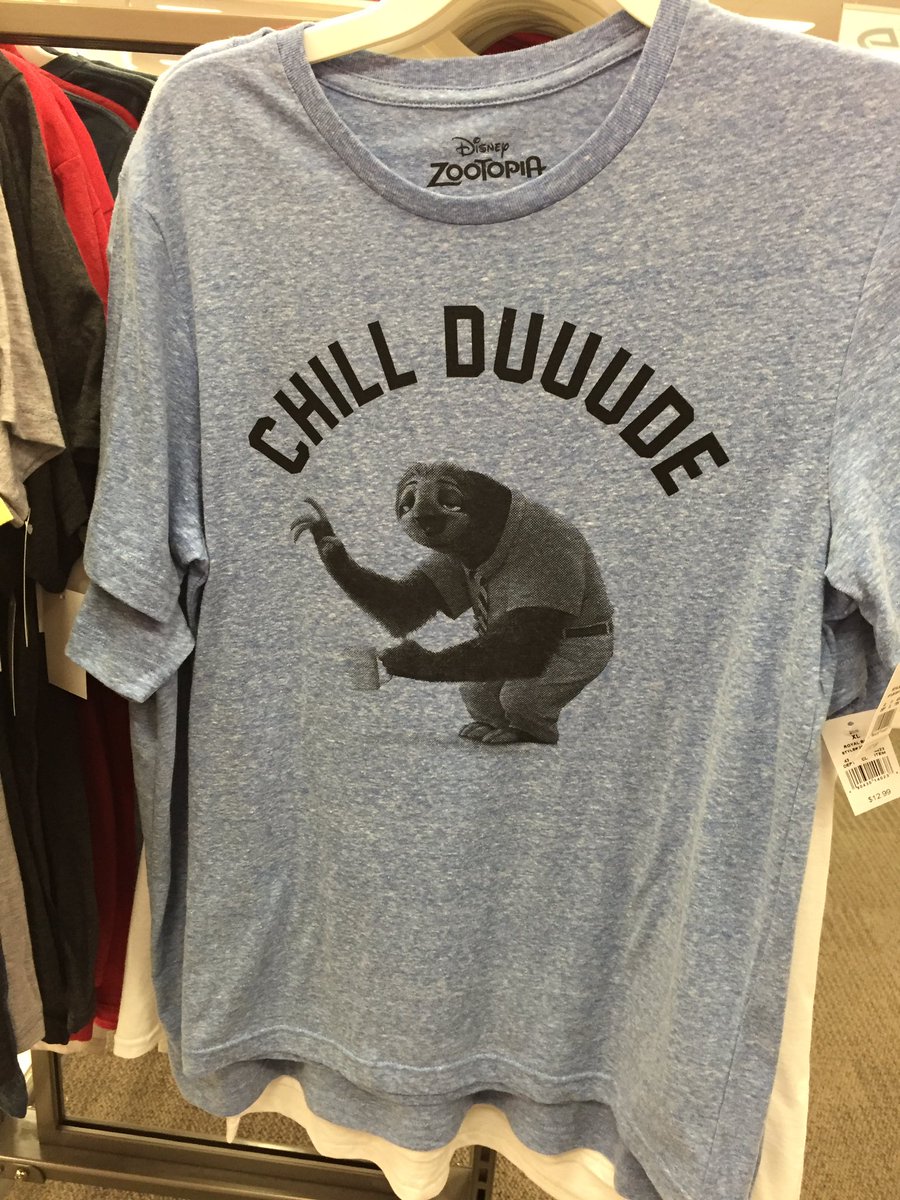 Disney
ZOOTOPIA
CHILL DUUUDE
XL
$12.99